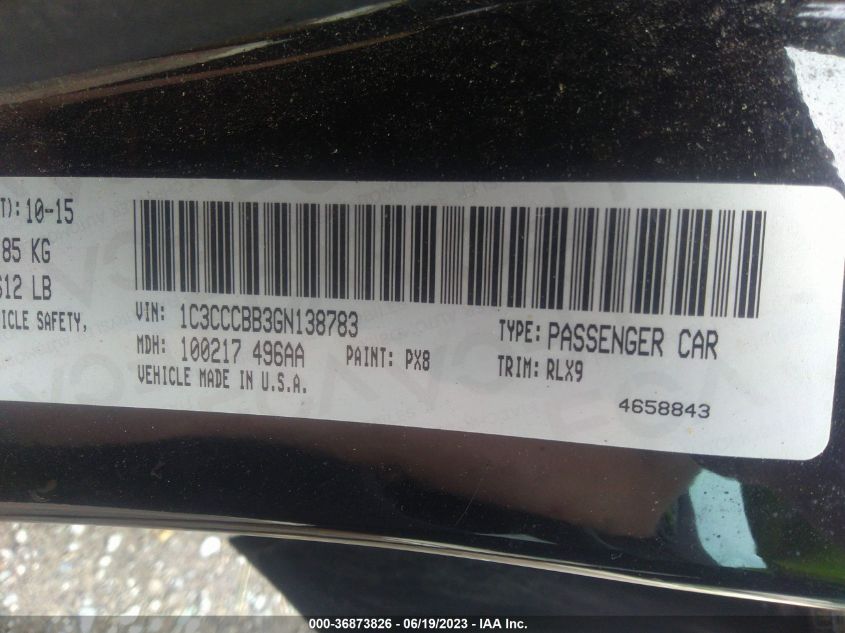 T): 10-15
85 KG
612 LB
ICLE SAFETY,
VIN: 1C3CCCBB3GN138783
TYPE: PASSENGER CAR
MDH: 100217 496AA PAINT: PX8
TRIM: RLX9
VEHICLE MADE IN U.S.A.
4658843
000-36873826 - 06/19/2023 - IAA Inc.